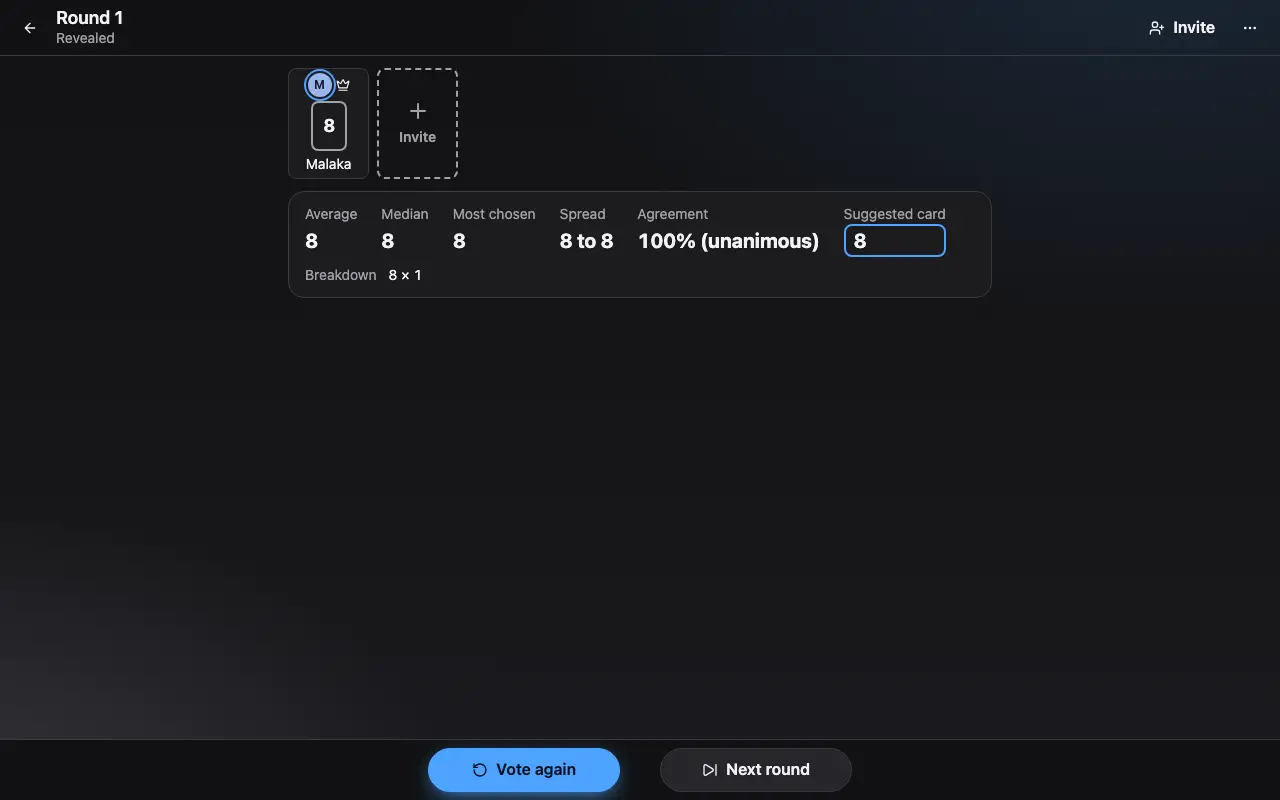 Round 1
Revealed
Invite
M
8
Malaka
Invite
Average
8
Median
8
Most chosen
8
Spread
8 to 8
Agreement
100% (unanimous)
Suggested card
8
Breakdown 8 × 1
Vote again
Next round